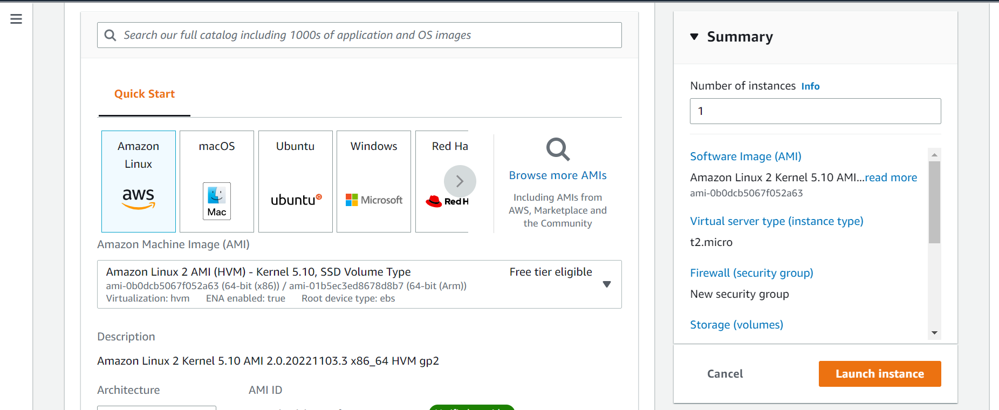 Search our full catalog including 1000s of application and OS images
Quick Start
Amazon Linux
aws
macOS
Mac
Ubuntu
ubuntu
Windows
Microsoft
Red Ha
Red H
Browse more AMIs
Including AMIs from
AWS, Marketplace and
the Community
Amazon Machine Image (AMI)
Amazon Linux 2 AMI (HVM) - Kernel 5.10, SSD Volume Type
Free tier eligible
ami-0b0dcb5067f052a63 (64-bit (x86)) / ami-01b5ec3ed8678d8b7 (64-bit (Arm))
Virtualization: hvm ENA enabled: true Root device type: ebs
Description
Amazon Linux 2 Kernel 5.10 AMI 2.0.20221103.3 x86_64 HVM gp2
Architecture AMI ID
Summary
Number of instances Info
1
Software Image (AMI)
Amazon Linux 2 Kernel 5.10 AMI...read more
ami-0b0dcb5067f052a63
Virtual server type (instance type)
t2.micro
Firewall (security group)
New security group
Storage (volumes)
Cancel Launch instance